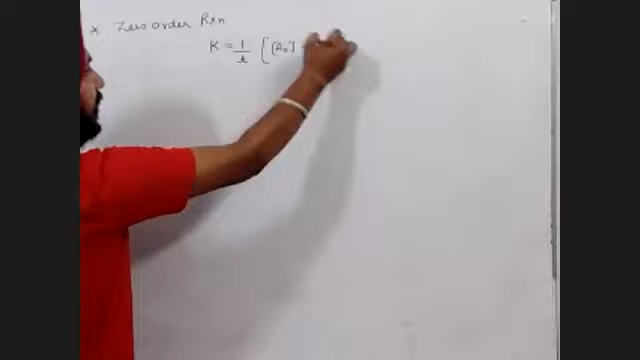 * Zero order Rxn
K = 1/t [[A₀]